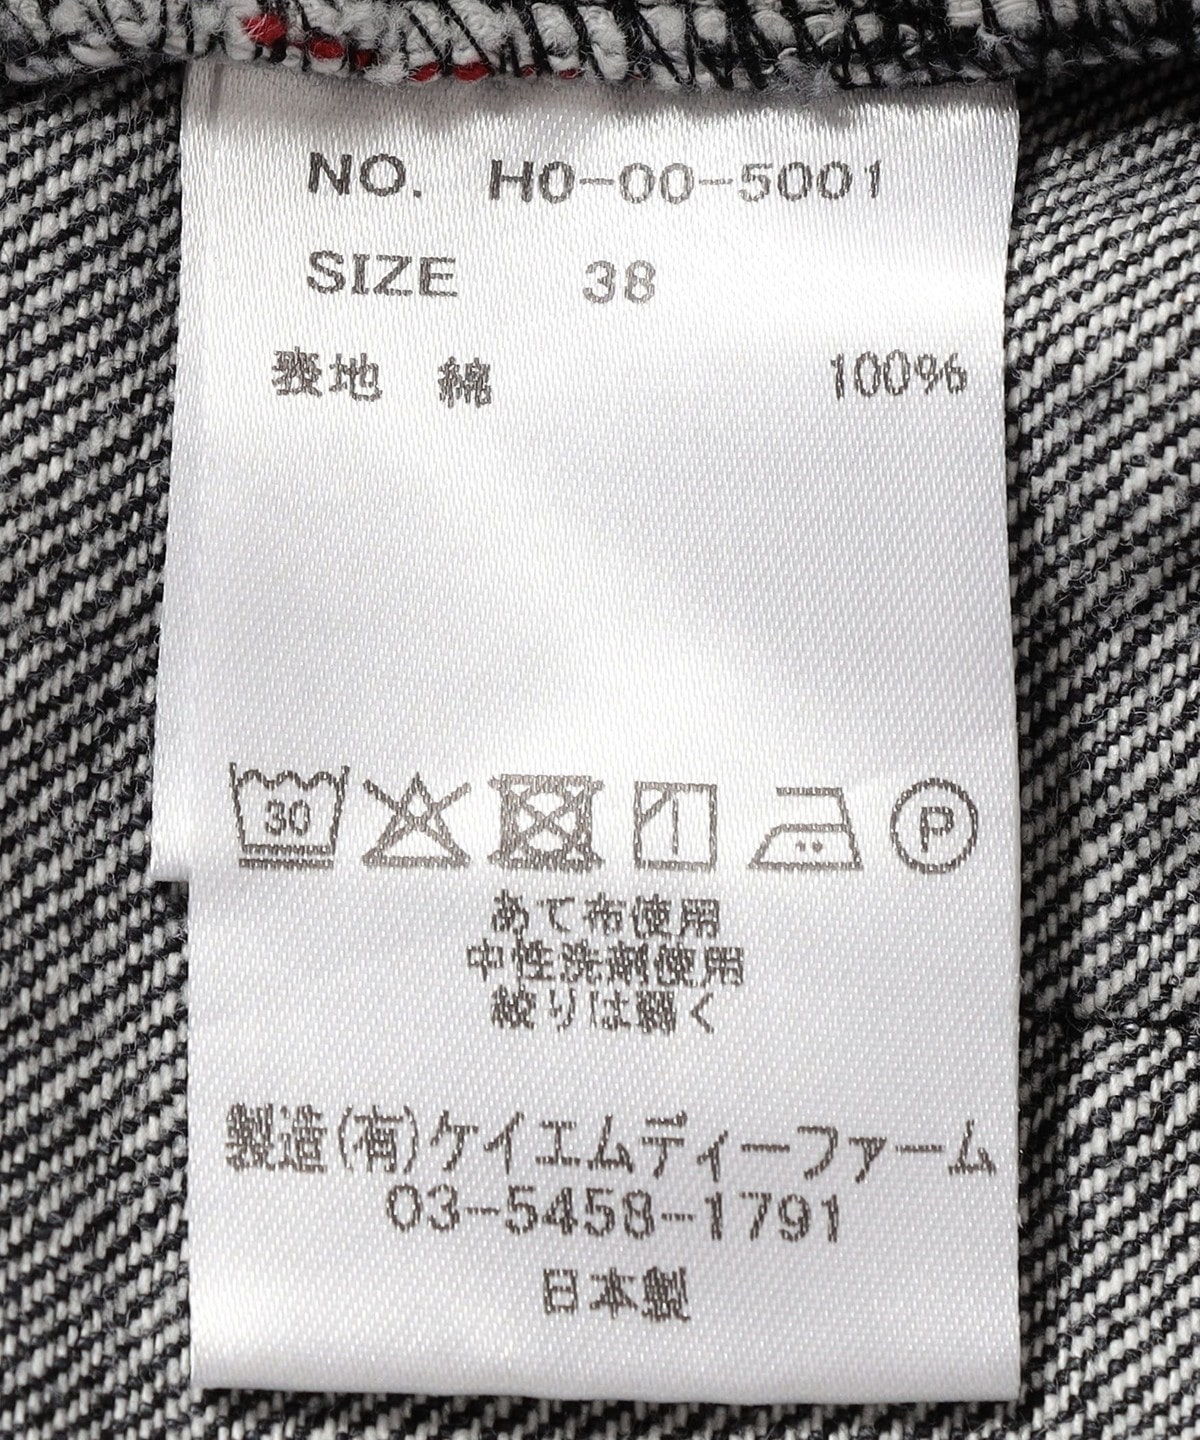 NO. H0-00-5001
SIZE 38
表地 綿 100%
30 P
あて布使用
中性洗剤使用
絞りは弱く
製造(有)ケイエムディーファーム
03-5458-1791
日本製